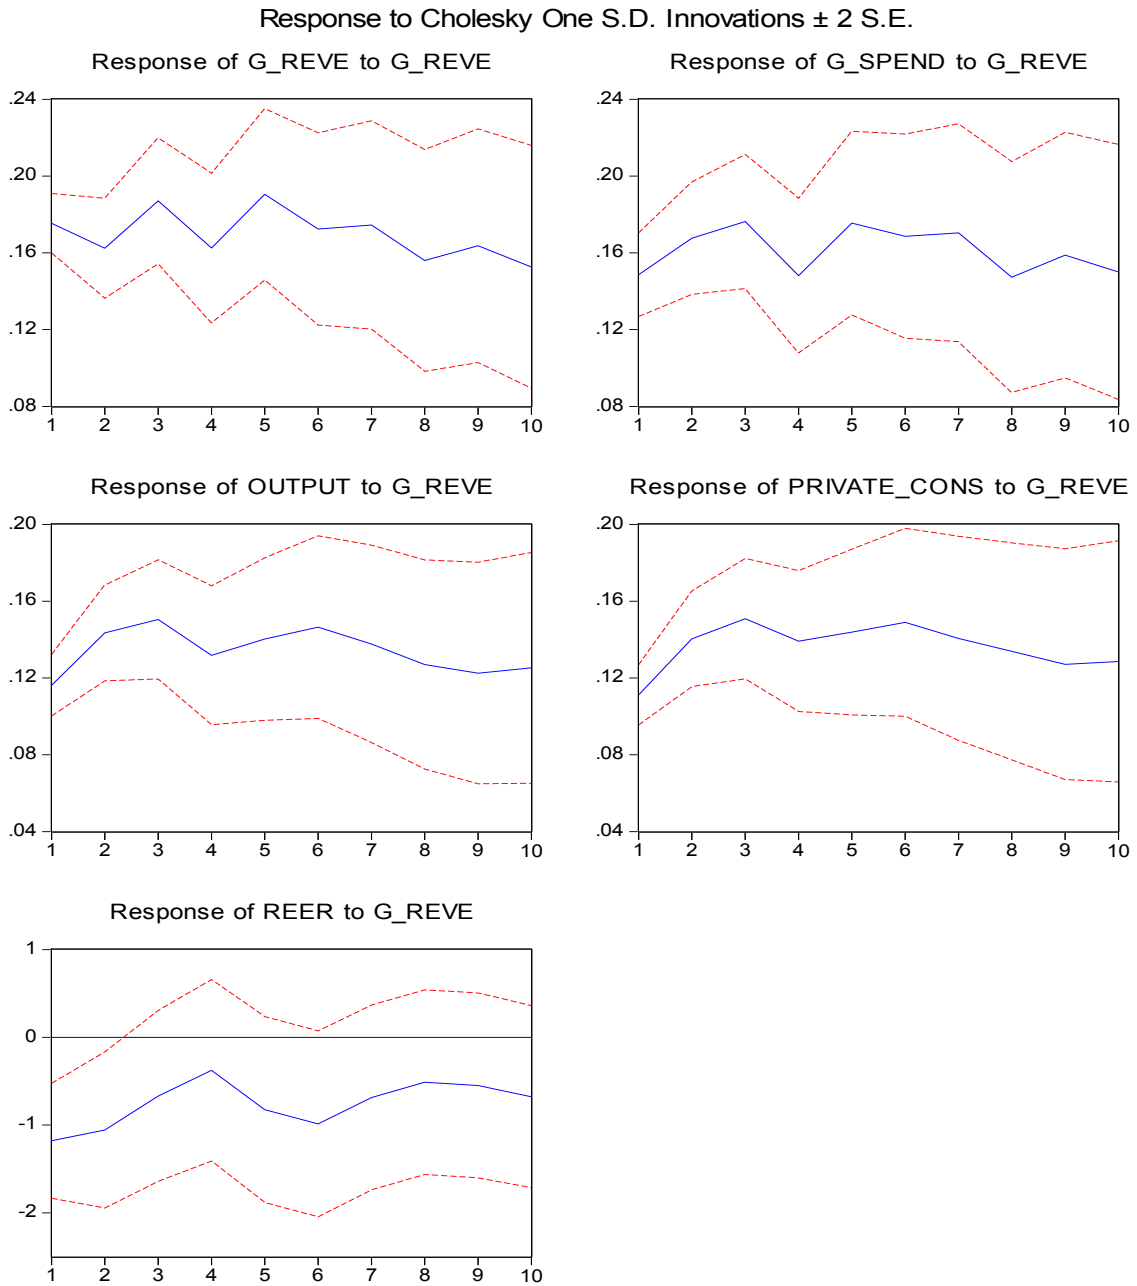 Response to Cholesky One S.D. Innovations ± 2 S.E.
Response of G_REVE to G_REVE
.24
.20
.16
.12
.08
1 2 3 4 5 6 7 8 9 10
Response of G_SPEND to G_REVE
.24
.20
.16
.12
.08
1 2 3 4 5 6 7 8 9 10
Response of OUTPUT to G_REVE
.20
.16
.12
.08
.04
1 2 3 4 5 6 7 8 9 10
Response of PRIVATE_CONS to G_REVE
.20
.16
.12
.08
.04
1 2 3 4 5 6 7 8 9 10
Response of REER to G_REVE
1
0
-1
-2
1 2 3 4 5 6 7 8 9 10